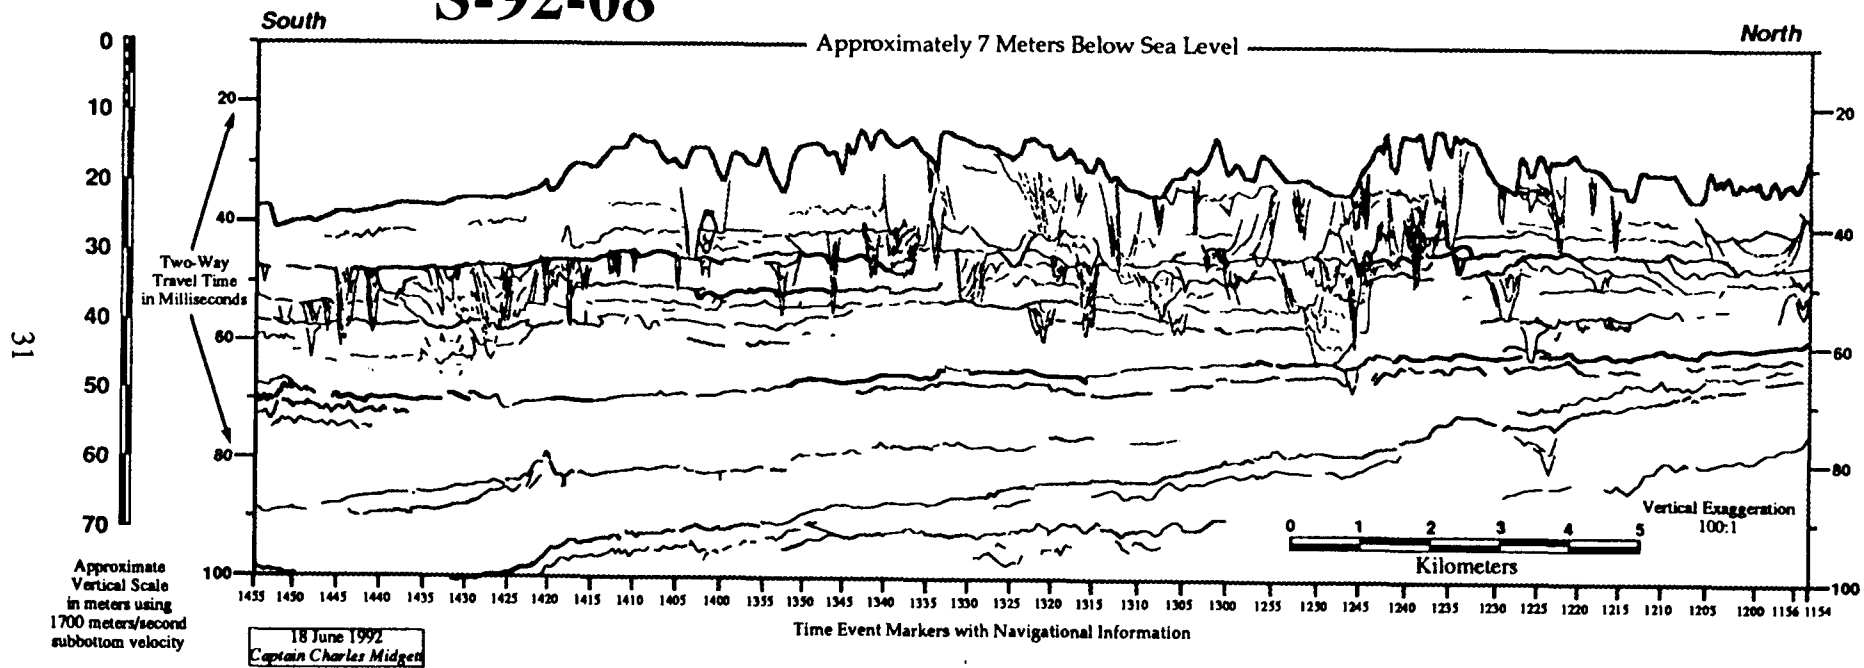 S-92-08
South
Approximately 7 Meters Below Sea Level
North
0
10
20
30
40
50
60
70
20
40
60
80
100
20
40
60
80
100
Two-Way
Travel Time
in Milliseconds
31
Vertical Exaggeration
100:1
0 1 2 3 4 5
Kilometers
Approximate
Vertical Scale
in meters using
1700 meters/second
subbottom velocity
1455 1450 1445 1440 1435 1430 1425 1420 1415 1410 1405 1400 1355 1350 1345 1340 1335 1330 1325 1320 1315 1310 1305 1300 1255 1250 1245 1240 1235 1230 1225 1220 1215 1210 1205 1200 1156 1154
Time Event Markers with Navigational Information
18 June 1992
Captain Charles Midgett